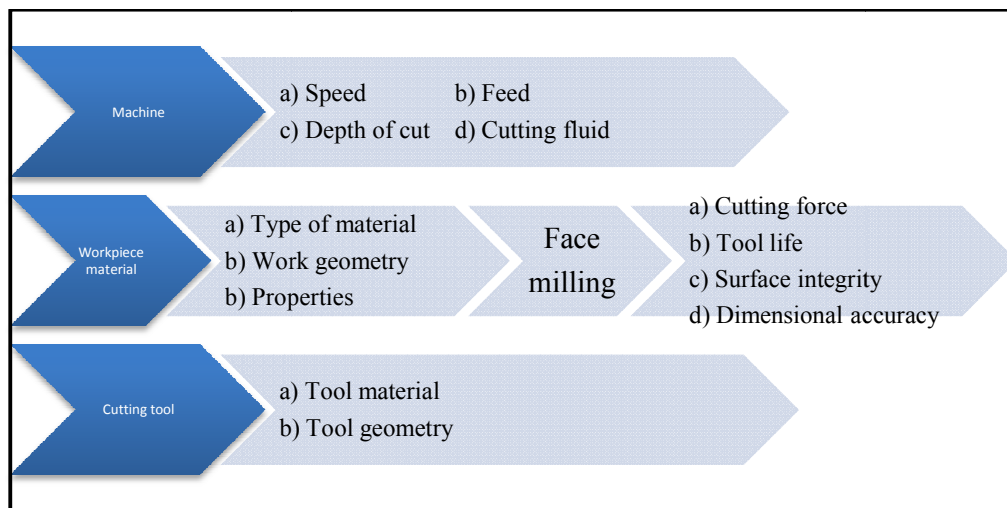 Machine
a) Speed b) Feed
c) Depth of cut d) Cutting fluid
Workpiece
material
a) Type of material
b) Work geometry
b) Properties
Face
milling
a) Cutting force
b) Tool life
c) Surface integrity
d) Dimensional accuracy
Cutting tool
a) Tool material
b) Tool geometry